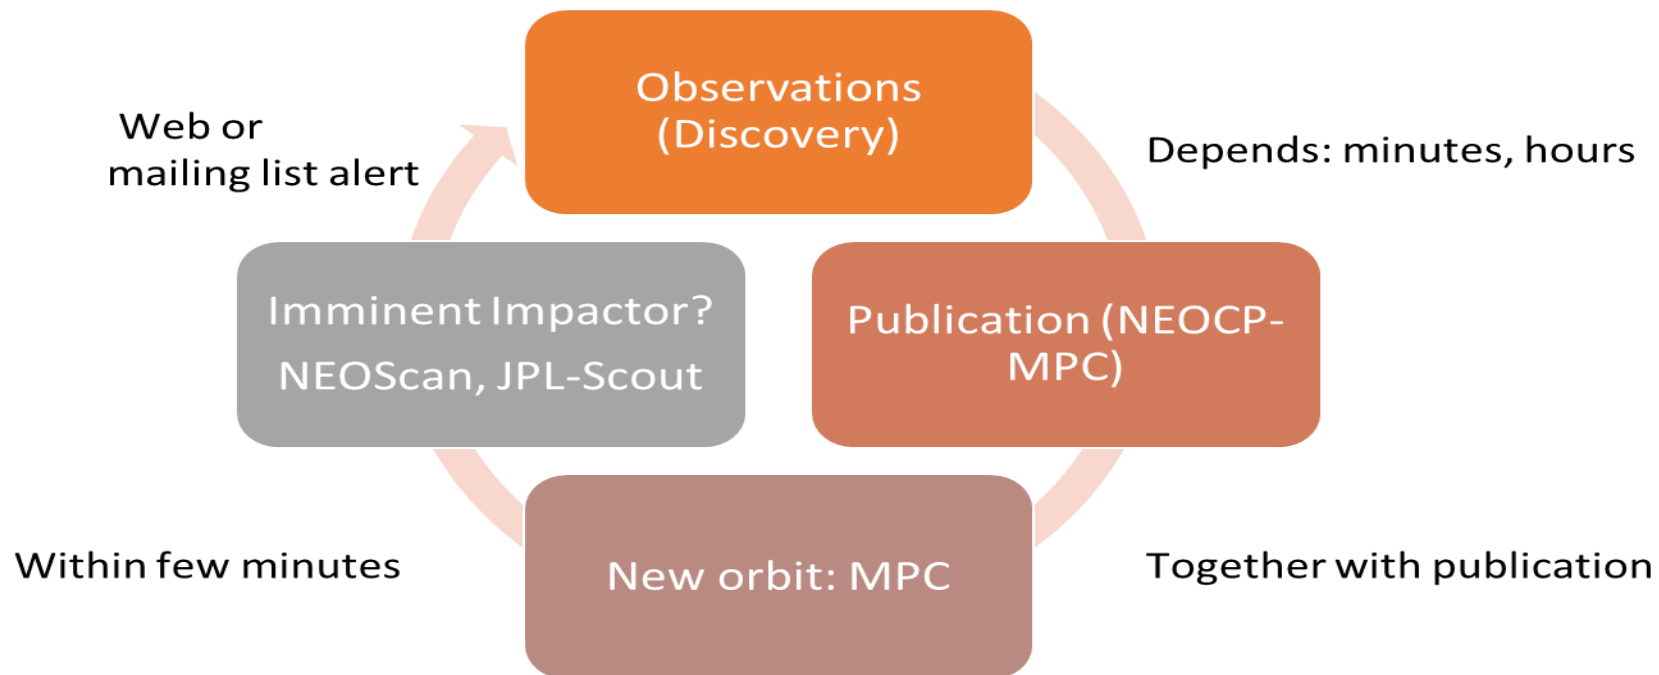 Observations
(Discovery)
Web or
mailing list alert
Depends: minutes, hours
Imminent Impactor?
NEOScan, JPL-Scout
Publication (NEOCP-
MPC)
Within few minutes
New orbit: MPC
Together with publication